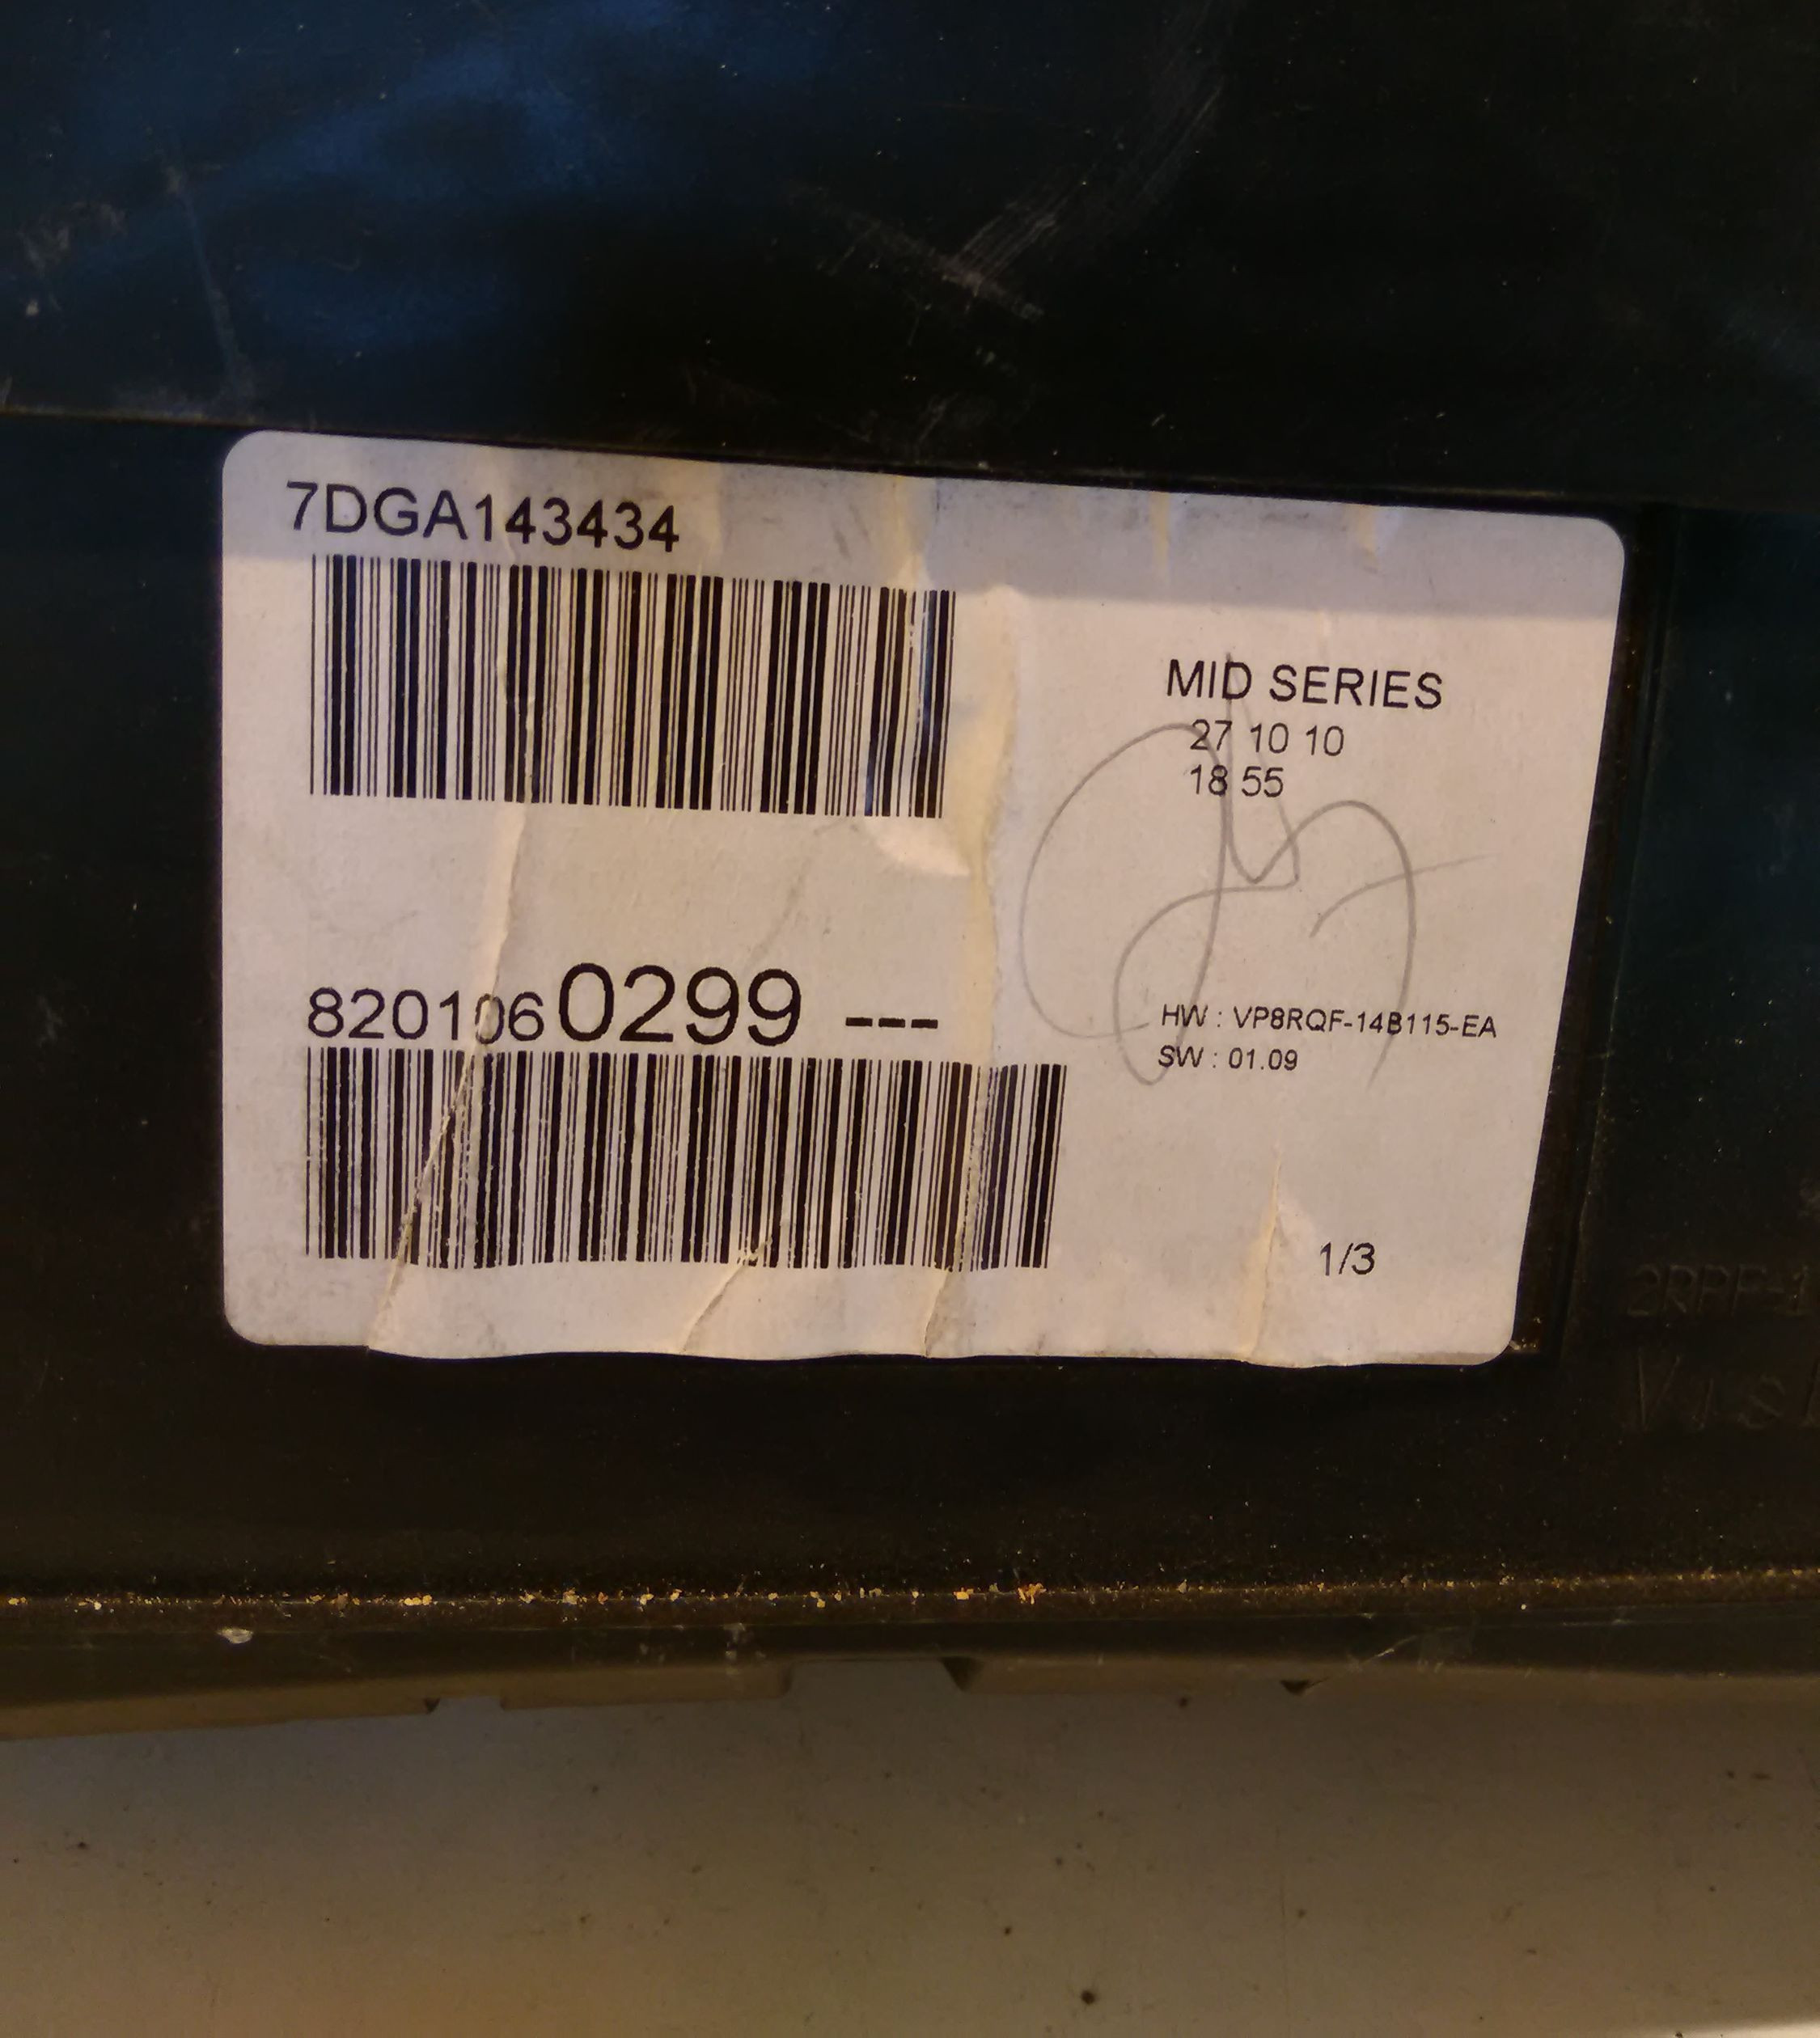 7DGA143434
MID SERIES
27 10 10
18 55
8201060299 ---
HW : VP8RQF-14B115-EA
SW : 01.09
1/3